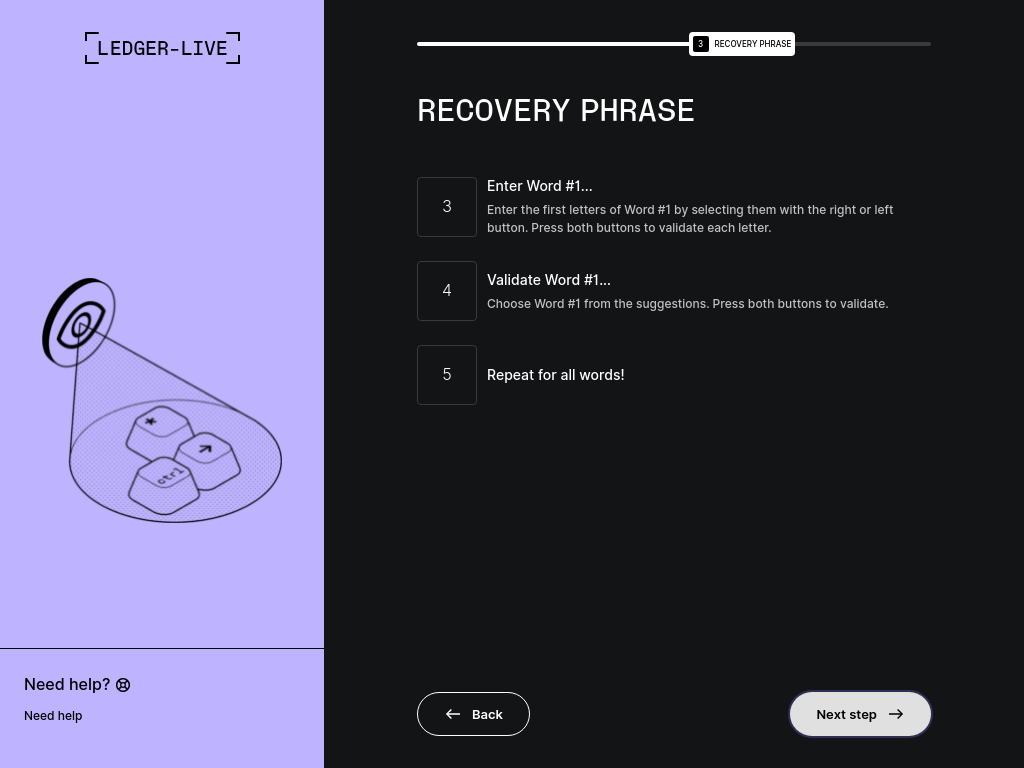 LEDGER-LIVE
3 RECOVERY PHRASE
RECOVERY PHRASE
3
Enter Word #1...
Enter the first letters of Word #1 by selecting them with the right or left
button. Press both buttons to validate each letter.
4
Validate Word #1...
Choose Word #1 from the suggestions. Press both buttons to validate.
5
Repeat for all words!
*
ctrl
Need help?
Need help
Back
Next step